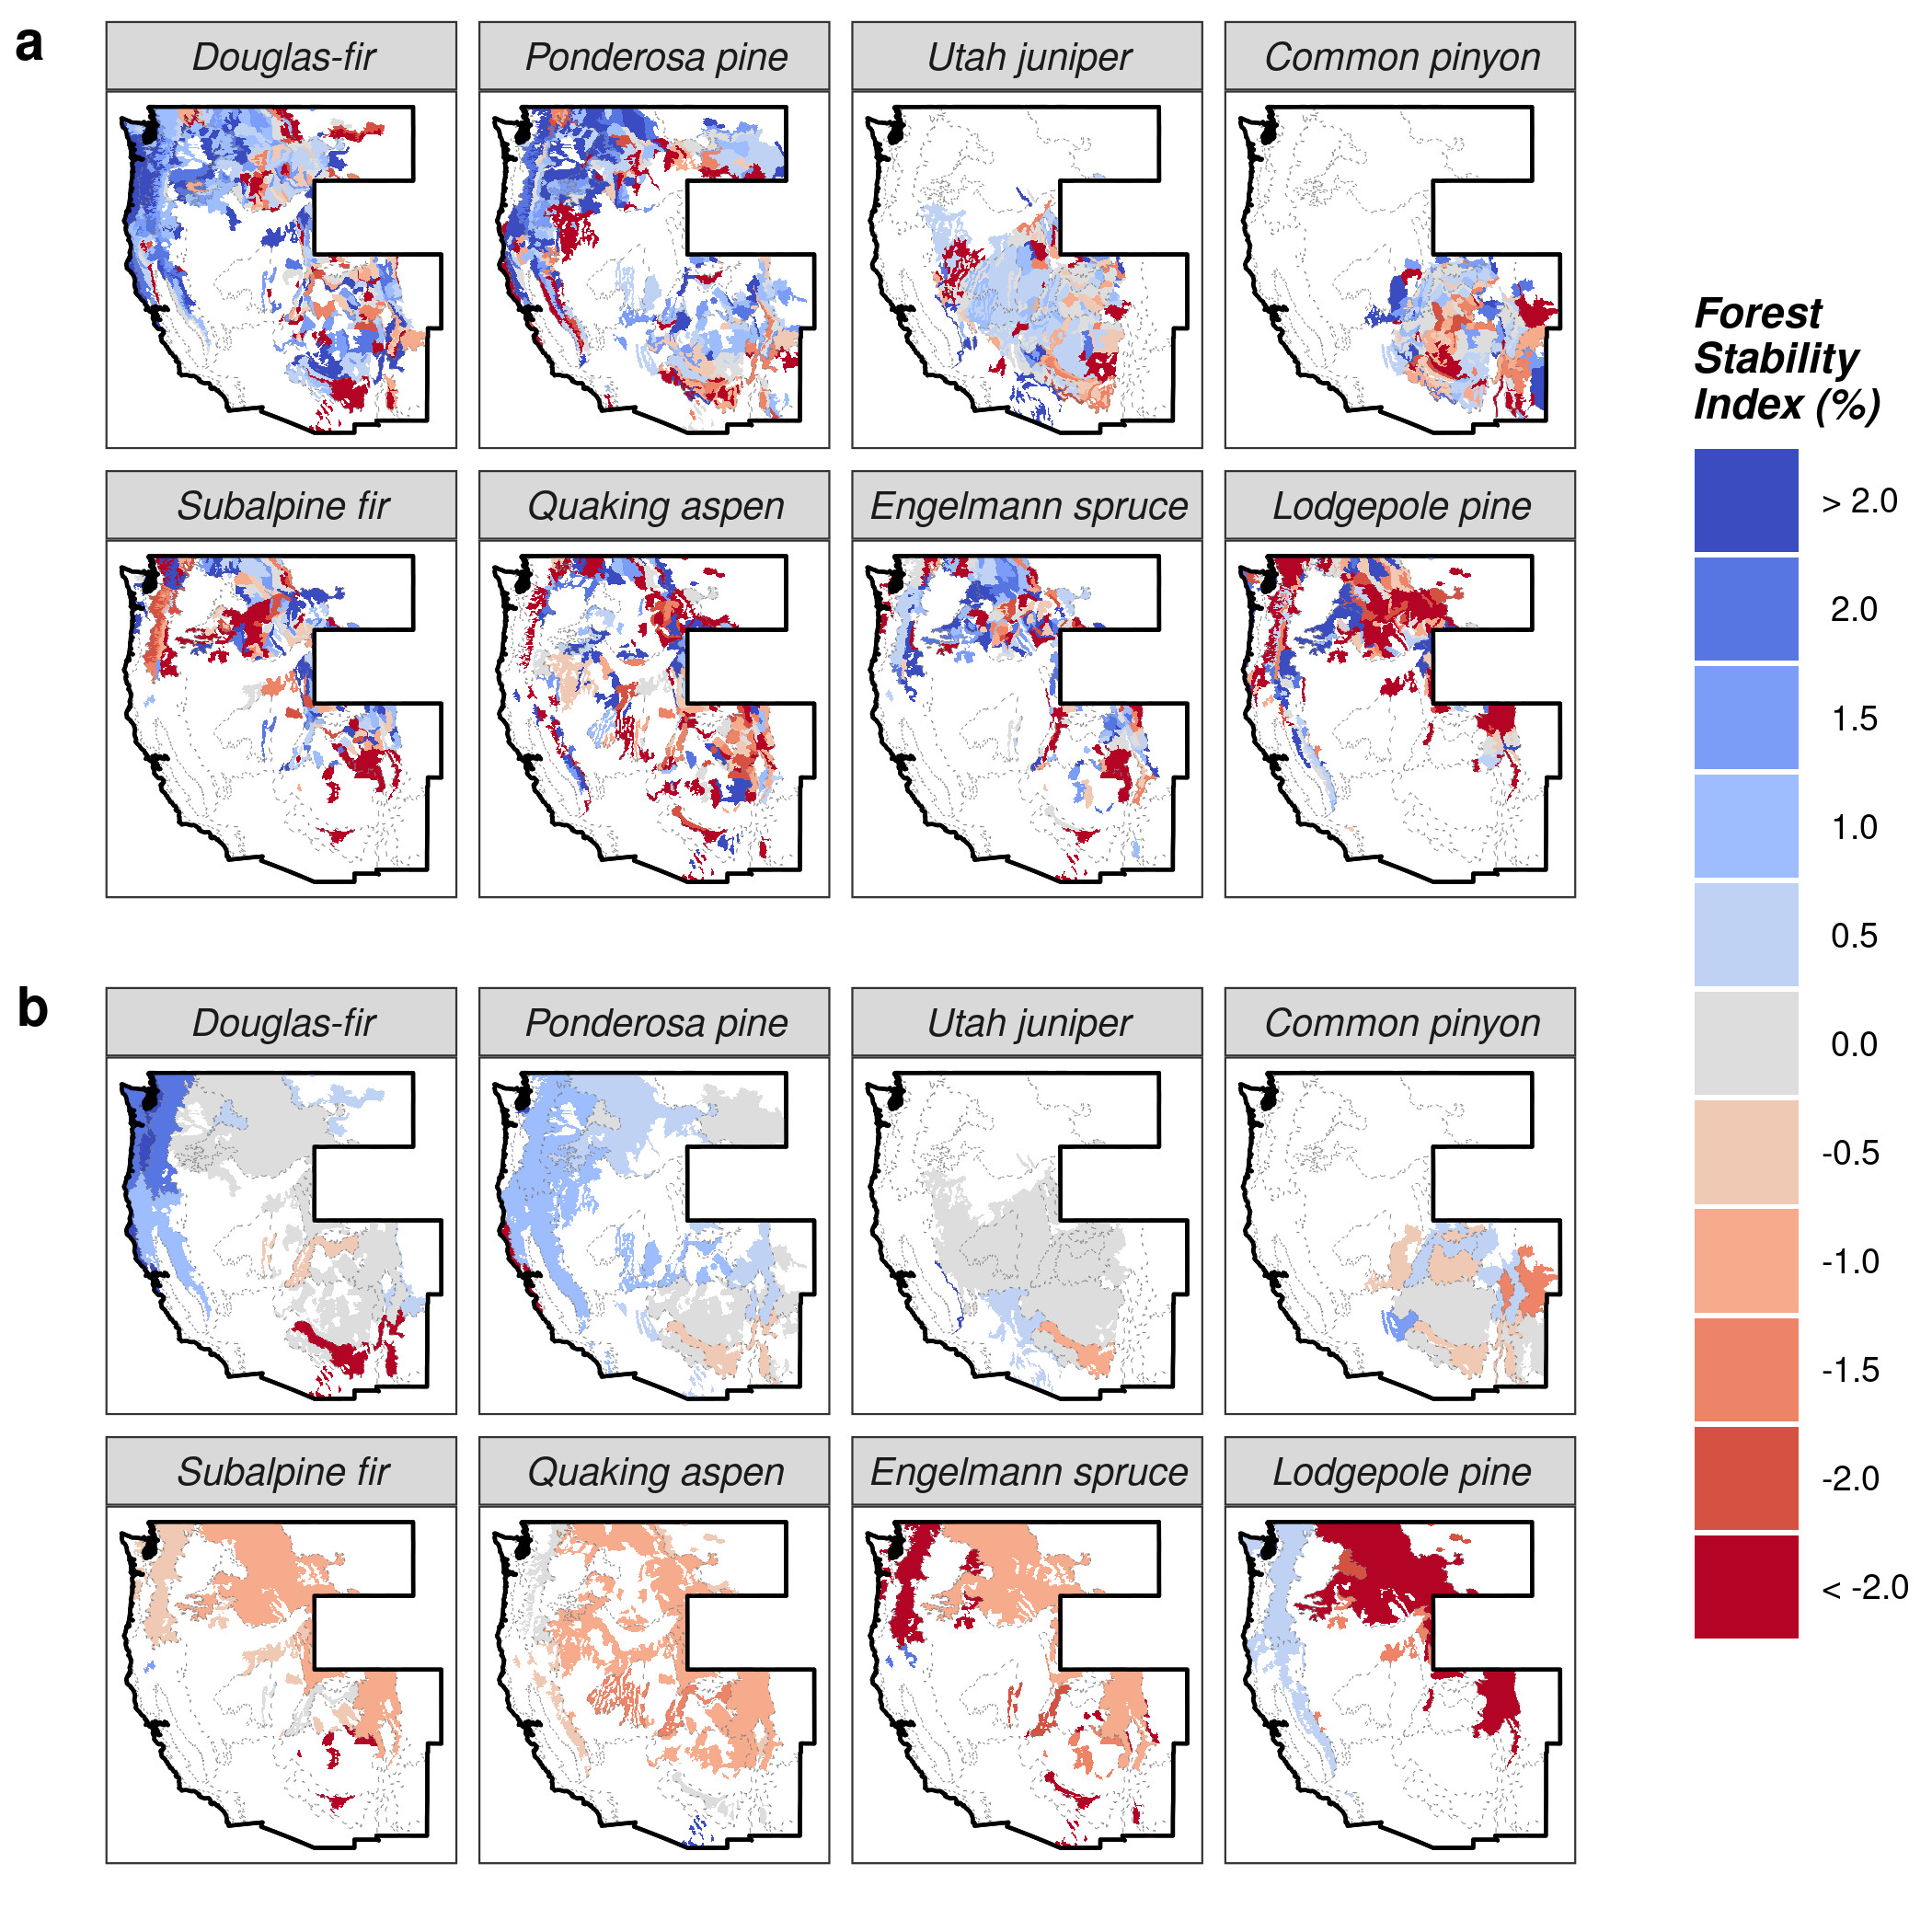 a
Douglas-fir
Ponderosa pine
Utah juniper
Common pinyon
Subalpine fir
Quaking aspen
Engelmann spruce
Lodgepole pine
b
Douglas-fir
Ponderosa pine
Utah juniper
Common pinyon
Subalpine fir
Quaking aspen
Engelmann spruce
Lodgepole pine
Forest
Stability
Index (%)
> 2.0
2.0
1.5
1.0
0.5
0.0
-0.5
-1.0
-1.5
-2.0
< -2.0